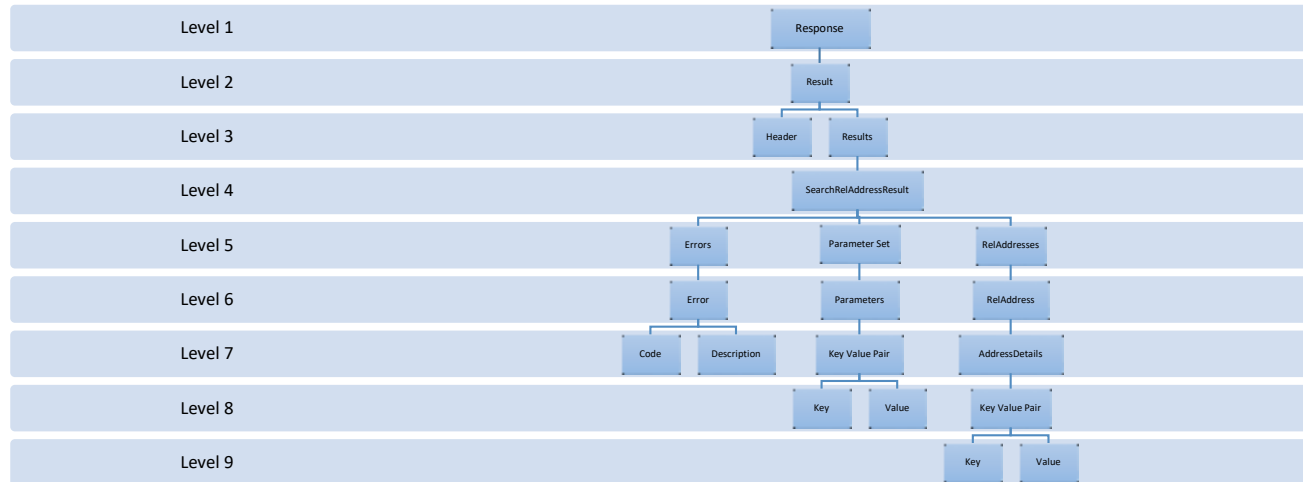 Level 1
Response
Level 2
Result
Level 3
Header
Results
Level 4
SearchRelAddressResult
Level 5
Errors
Parameter Set
RelAddresses
Level 6
Error
Parameters
RelAddress
Level 7
Code
Description
Key Value Pair
AddressDetails
Level 8
Key
Value
Key Value Pair
Level 9
Key
Value